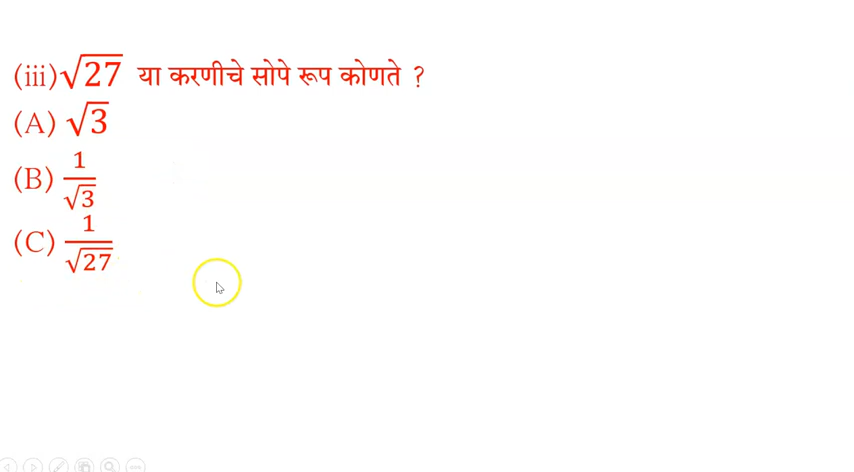 (iii)√27 या करणीचे सोपे रूप कोणते ?
(A) √3
(B) 1/√3
(C) 1/√27